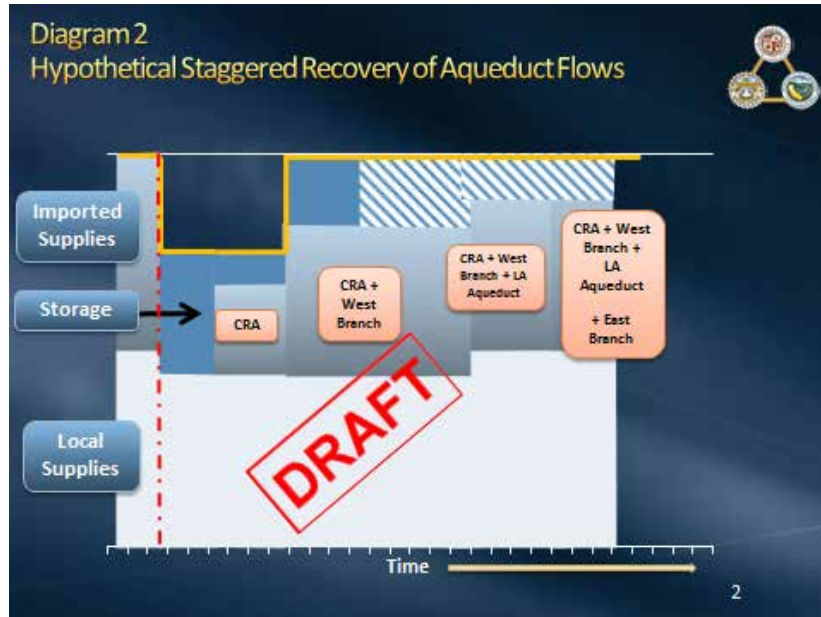 Diagram 2
Hypothetical Staggered Recovery of Aqueduct Flows
Imported
Supplies
Storage
Local
Supplies
CRA
CRA +
West
Branch
CRA + West
Branch + LA
Aqueduct
CRA + West
Branch +
LA
Aqueduct
+ East
Branch
DRAFT
Time
2